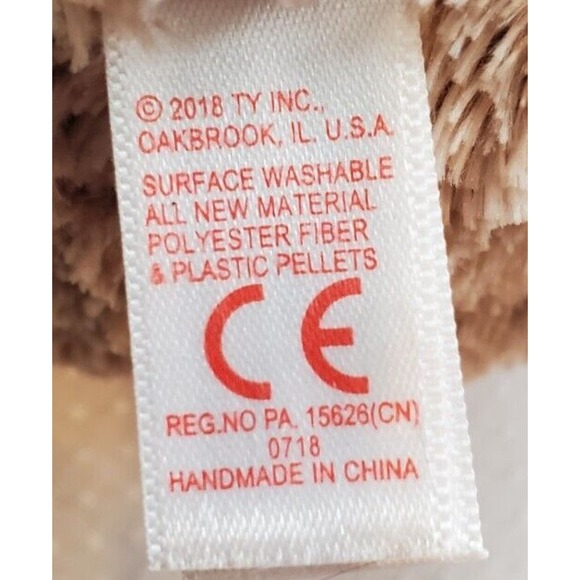 © 2018 TY INC.,
OAKBROOK, IL. U.S.A.
SURFACE WASHABLE
ALL NEW MATERIAL
POLYESTER FIBER
& PLASTIC PELLETS
CE
REG.NO PA. 15626(CN)
0718
HANDMADE IN CHINA